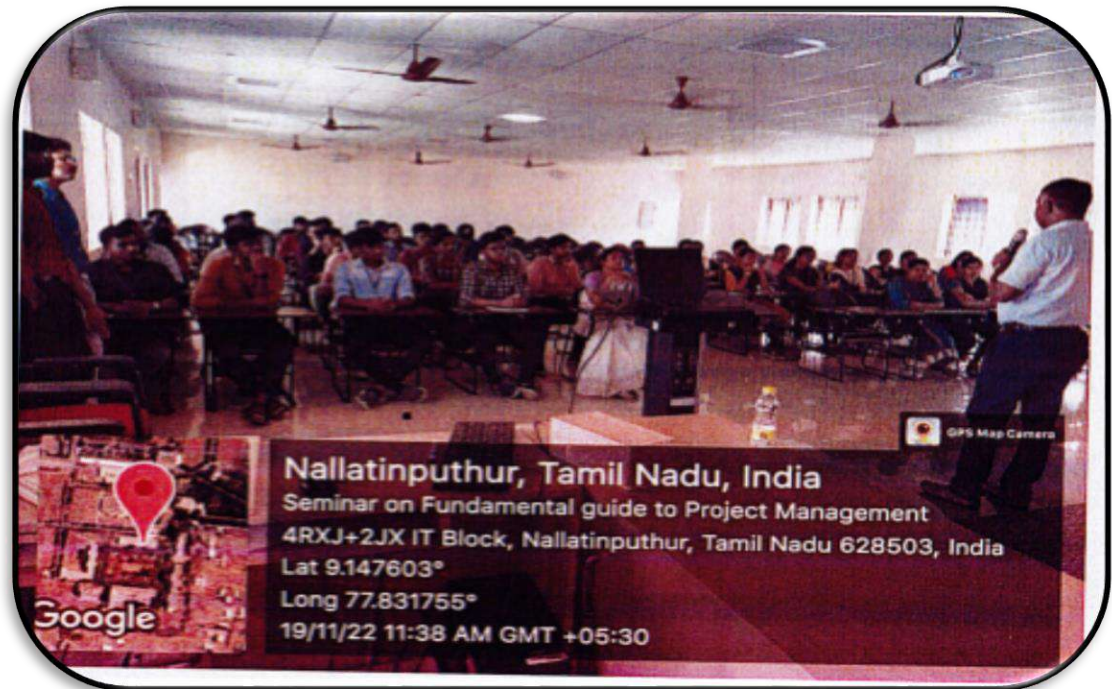 GPS Map Camera
Nallatinputhur, Tamil Nadu, India
Seminar on Fundamental guide to Project Management
4RXJ+2JX IT Block, Nallatinputhur, Tamil Nadu 628503, India
Lat 9.147603°
Long 77.831755°
19/11/22 11:38 AM GMT +05:30
Google